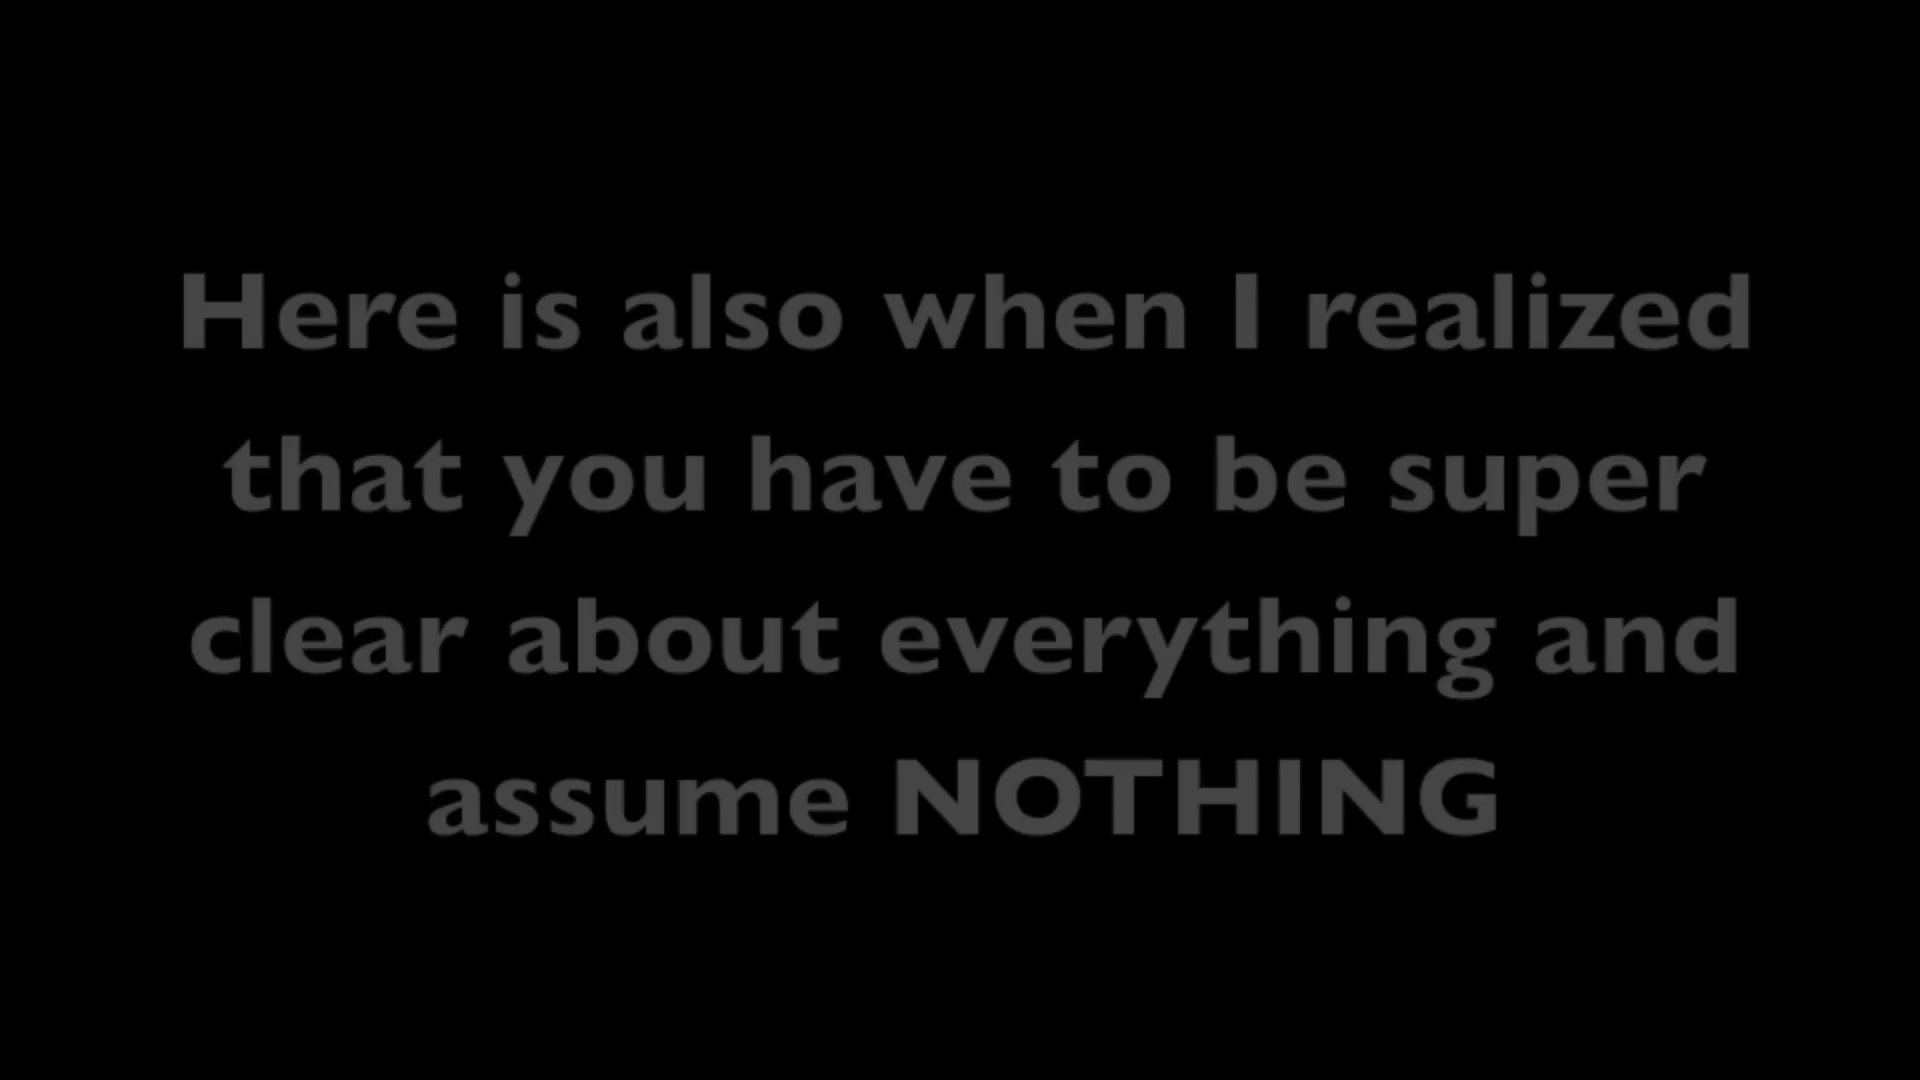 Here is also when I realized
that you have to be super
clear about everything and
assume NOTHING